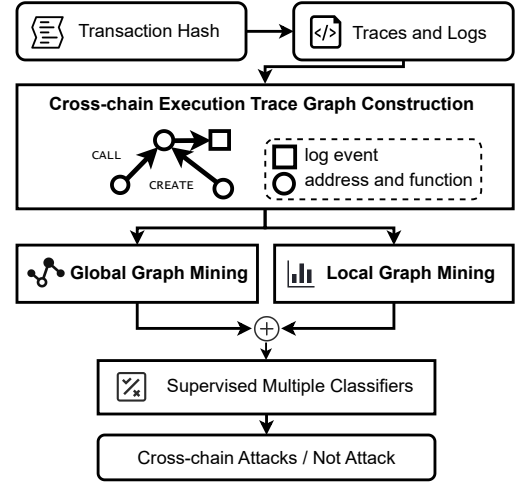 Transaction Hash
Traces and Logs
Cross-chain Execution Trace Graph Construction
CALL
CREATE
log event
address and function
Global Graph Mining
Local Graph Mining
Supervised Multiple Classifiers
Cross-chain Attacks / Not Attack